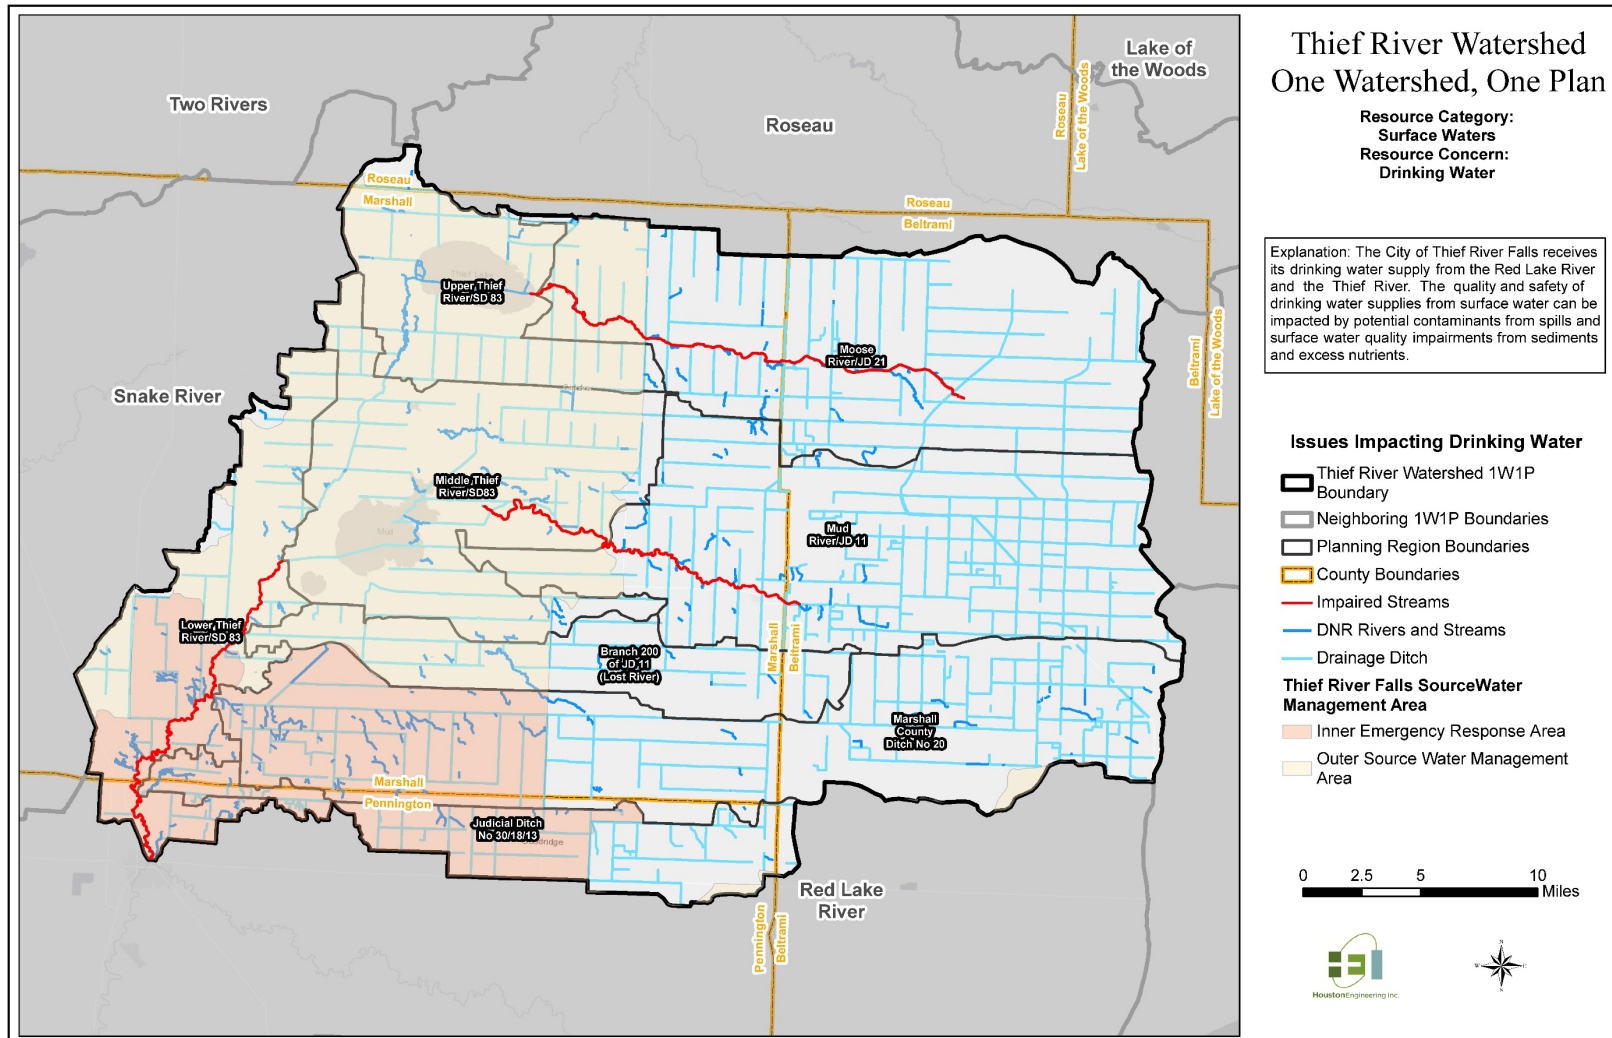 Thief River Watershed
One Watershed, One Plan
Resource Category:
Surface Waters
Resource Concern:
Drinking Water
Explanation: The City of Thief River Falls receives
its drinking water supply from the Red Lake River
and the Thief River. The quality and safety of
drinking water supplies from surface water can be
impacted by potential contaminants from spills and
surface water quality impairments from sediments
and excess nutrients.
Issues Impacting Drinking Water
Thief River Watershed 1W1P
Boundary
Neighboring 1W1P Boundaries
Planning Region Boundaries
County Boundaries
Impaired Streams
DNR Rivers and Streams
Drainage Ditch
Thief River Falls SourceWater
Management Area
Inner Emergency Response Area
Outer Source Water Management
Area
0 2.5 5 10
Miles
HoustonEngineering Inc.
N
W E
S
Lake of
the Woods
Two Rivers
Roseau
Roseau
Lake of the Woods
Roseau
Marshall
Roseau
Beltrami
Thief Lake
Upper Thief
River/SD 83
Moose
River/JD 21
Beltrami
Lake of the Woods
Snake River
Middle Thief
River/SD83
Mud
Mud
River/JD 11
Lower Thief
River/SD 83
Branch 200
of JD 11
(Lost River)
Marshall
Beltrami
Marshall
County
Ditch No 20
Marshall
Pennington
Judicial Ditch
No 30/18/13
Red Lake
River
Pennington
Beltrami